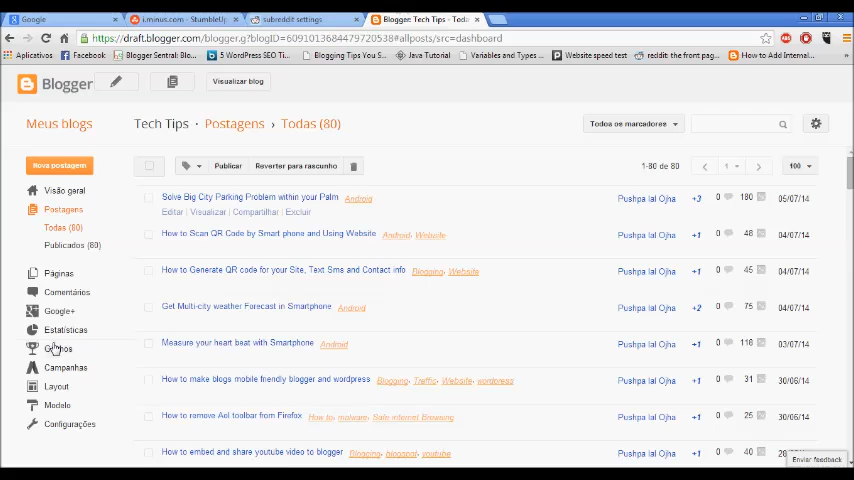 Google
i.minus.com - StumbleU
subreddit settings
Blogger: Tech Tips - Toda
https://draft.blogger.com/blogger.g?blogID=6091013684479720538#allposts/src=dashboard
Aplicativos
Facebook
Blogger Sentral: Blog...
5 WordPress SEO Ti...
Blogging Tips You S...
Java Tutorial
Variables and Types ...
Website speed test
reddit: the front pag...
How to Add Internal...
Blogger
Visualizar blog
Meus blogs
Tech Tips · Postagens › Todas (80)
Todos os marcadores
Nova postagem
Publicar
Reverter para rascunho
1-80 de 80
1
100
Visão geral
Postagens
Todas (80)
Publicados (80)
Páginas
Comentários
Google+
Estatísticas
Campanhas
Layout
Modelo
Configurações
Solve Big City Parking Problem within your Palm Android
Pushpa lal Ojha +3 0 180 05/07/14
Editar | Visualizar | Compartilhar | Excluir
How to Scan QR Code by Smart phone and Using Website Android, Website
Pushpa lal Ojha +1 0 48 04/07/14
How to Generate QR code for your Site, Text Sms and Contact info Blogging, Website
Pushpa lal Ojha +1 0 45 04/07/14
Get Multi-city weather Forecast in Smartphone Android
Pushpa lal Ojha +2 0 75 04/07/14
Measure your heart beat with Smartphone Android
Pushpa lal Ojha +1 0 118 03/07/14
How to make blogs mobile friendly blogger and wordpress Blogging, Traffic, Website, wordpress
Pushpa lal Ojha +1 0 31 30/06/14
How to remove Aol toolbar from Firefox How to, malware, Safe internet Browsing
Pushpa lal Ojha +1 0 25 30/06/14
How to embed and share youtube video to blogger Blogging, blogspot, youtube
Pushpa lal Ojha +1 0 40
Enviar feedback